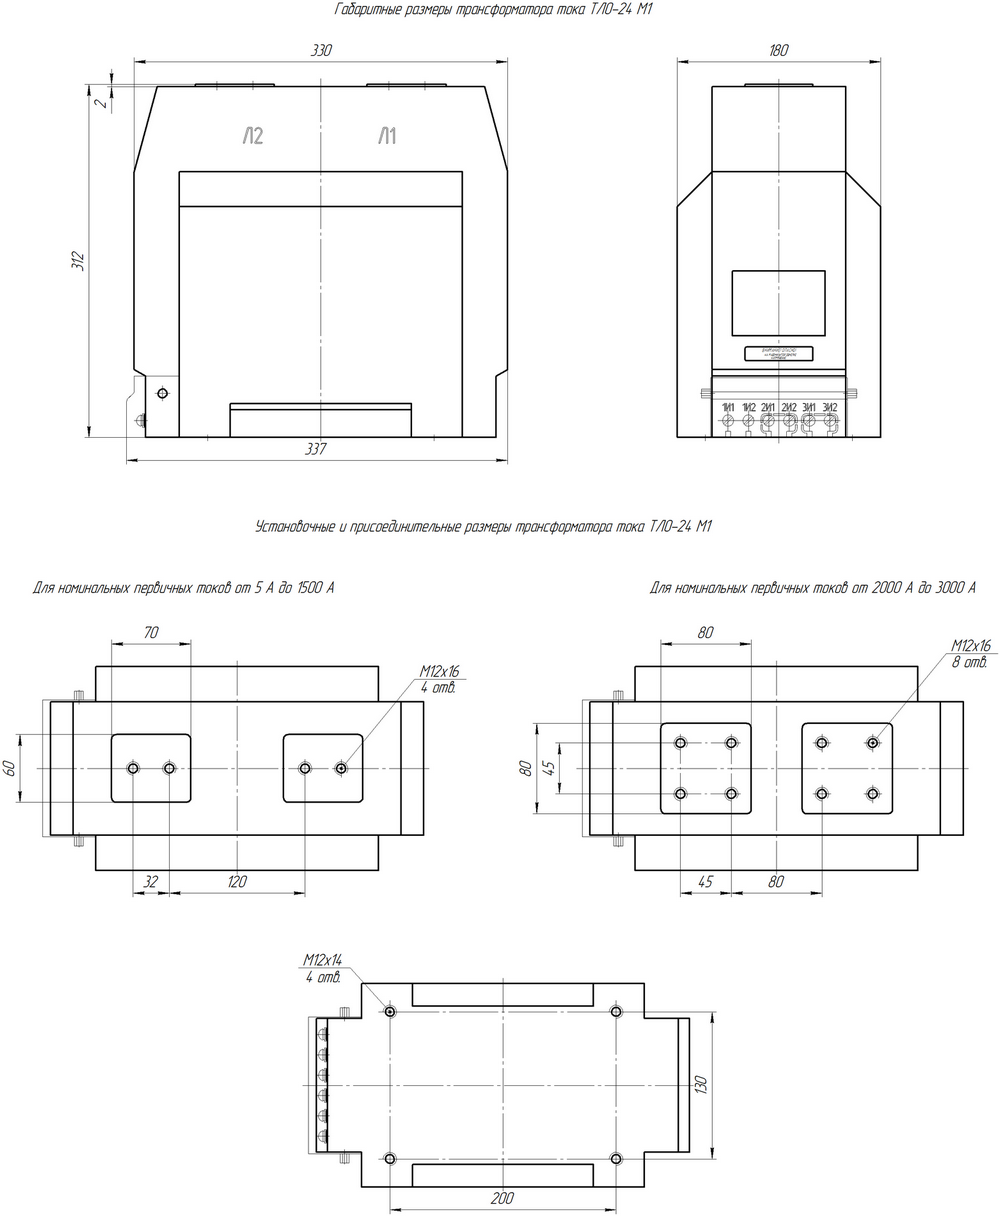 Габаритные размеры трансформатора тока ТЛО-24 М1
330
180
2
Л2
Л1
312
1И1 1И2 2И1 2И2 3И1 3И2
337
Установочные и присоединительные размеры трансформатора тока ТЛО-24 М1
Для номинальных первичных токов от 5 А до 1500 А
Для номинальных первичных токов от 2000 А до 3000 А
70
М12х16
4 отв.
60
32
120
80
М12х16
8 отв.
80
45
45
80
М12х14
4 отв.
130
200